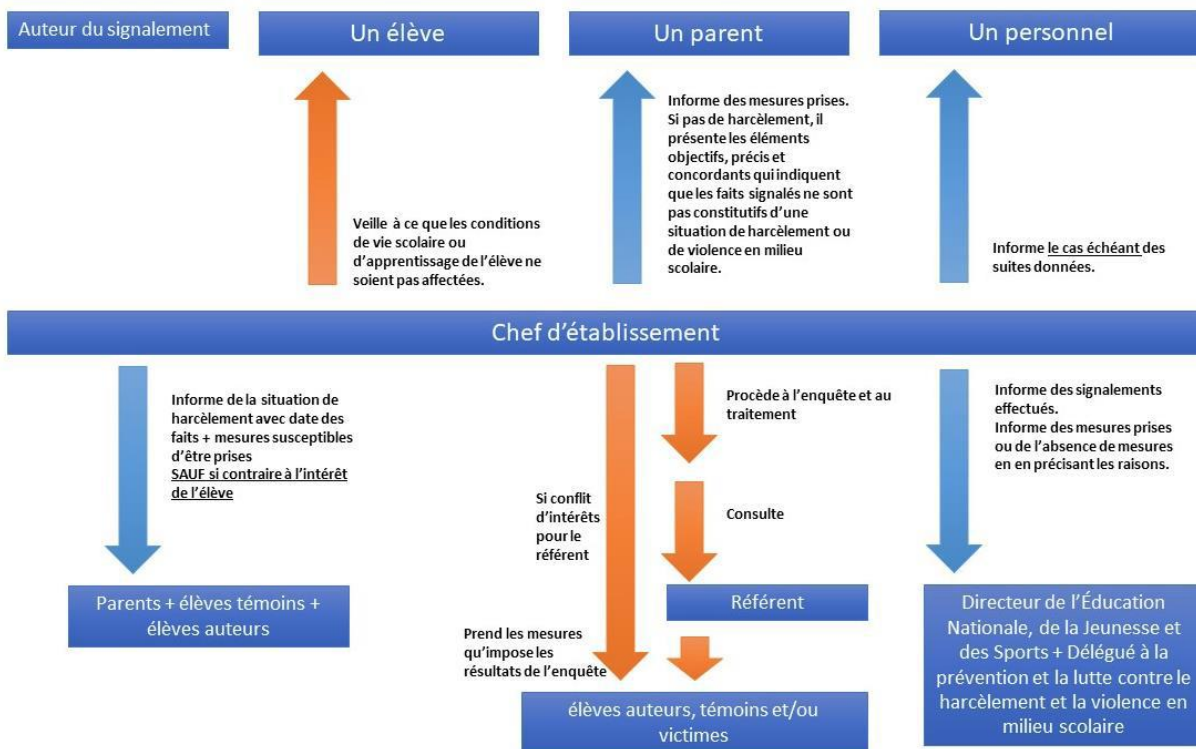 Auteur du signalement
Un élève
Un parent
Un personnel
Veille à ce que les conditions
de vie scolaire ou
d'apprentissage de l'élève ne
soient pas affectées.
Informe des mesures prises.
Si pas de harcèlement, il
présente les éléments
objectifs, précis et
concordants qui indiquent
que les faits signalés ne sont
pas constitutifs d'une
situation de harcèlement ou
de violence en milieu
scolaire.
Informe le cas échéant des
suites données.
Chef d'établissement
Informe de la situation de
harcèlement avec date des
faits + mesures susceptibles
d'être prises
SAUF si contraire à l'intérêt
de l'élève
Parents + élèves témoins +
élèves auteurs
Si conflit
d'intérêts
pour le
référent
Prend les mesures
qu'impose les
résultats de l'enquête
Procède à l'enquête et au
traitement
Consulte
Référent
élèves auteurs, témoins et/ou
victimes
Informe des signalements
effectués.
Informe des mesures prises
ou de l'absence de mesures
en en précisant les raisons.
Directeur de l'Éducation
Nationale, de la Jeunesse et
des Sports + Délégué à la
prévention et la lutte contre le
harcèlement et la violence en
milieu scolaire